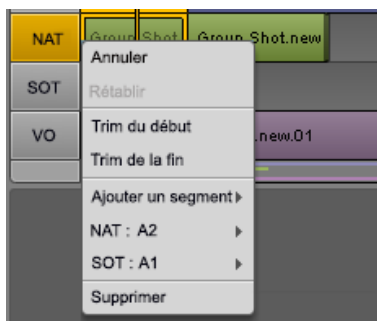 NAT
Group Shot
Group Shot.new
Annuler
SOT
Rétablir
VO
Trim du début
.new.01
Trim de la fin
Ajouter un segment
NAT : A2
SOT : A1
Supprimer